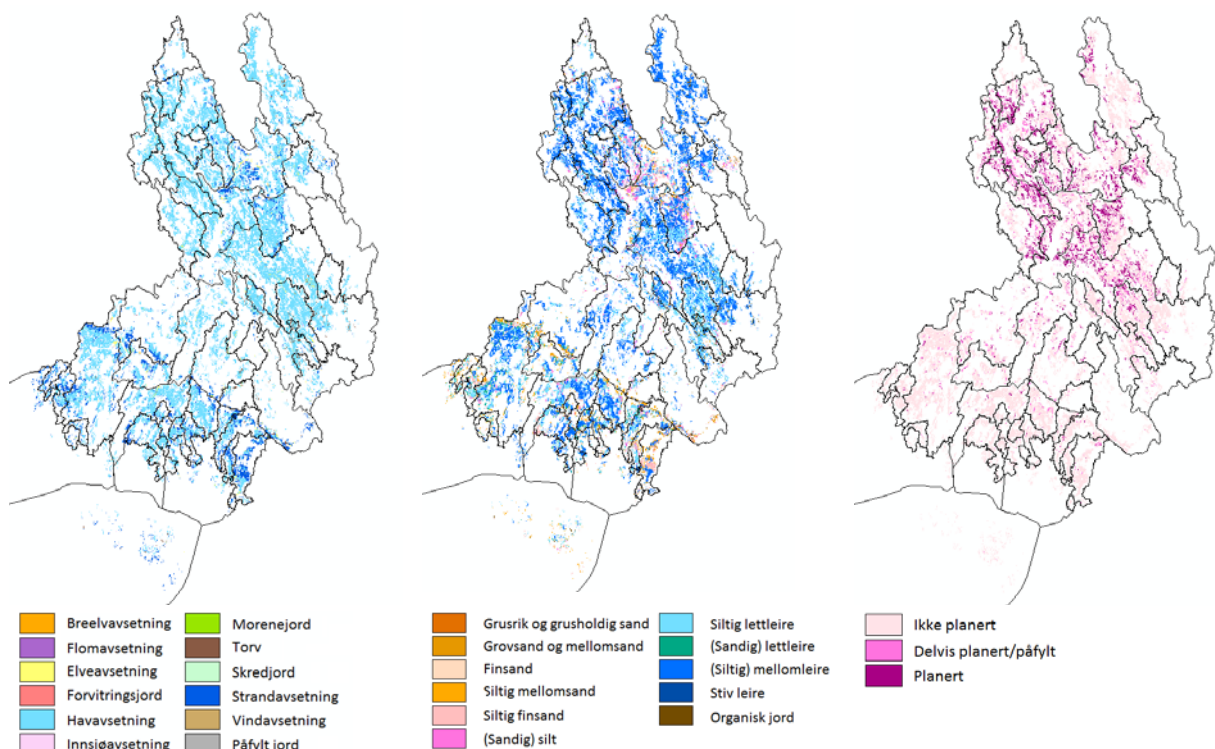 Breelvavsetning
Flomavsetning
Elveavsetning
Forvitringsjord
Havavsetning
Innsjøavsetning
Morenejord
Torv
Skredjord
Strandavsetning
Vindavsetning
Påfylt jord
Grusrik og grusholdig sand
Grovsand og mellomsand
Finsand
Siltig mellomsand
Siltig finsand
(Sandig) silt
Siltig lettleire
(Sandig) lettleire
(Siltig) mellomleire
Stiv leire
Organisk jord
Ikke planert
Delvis planert/påfylt
Planert